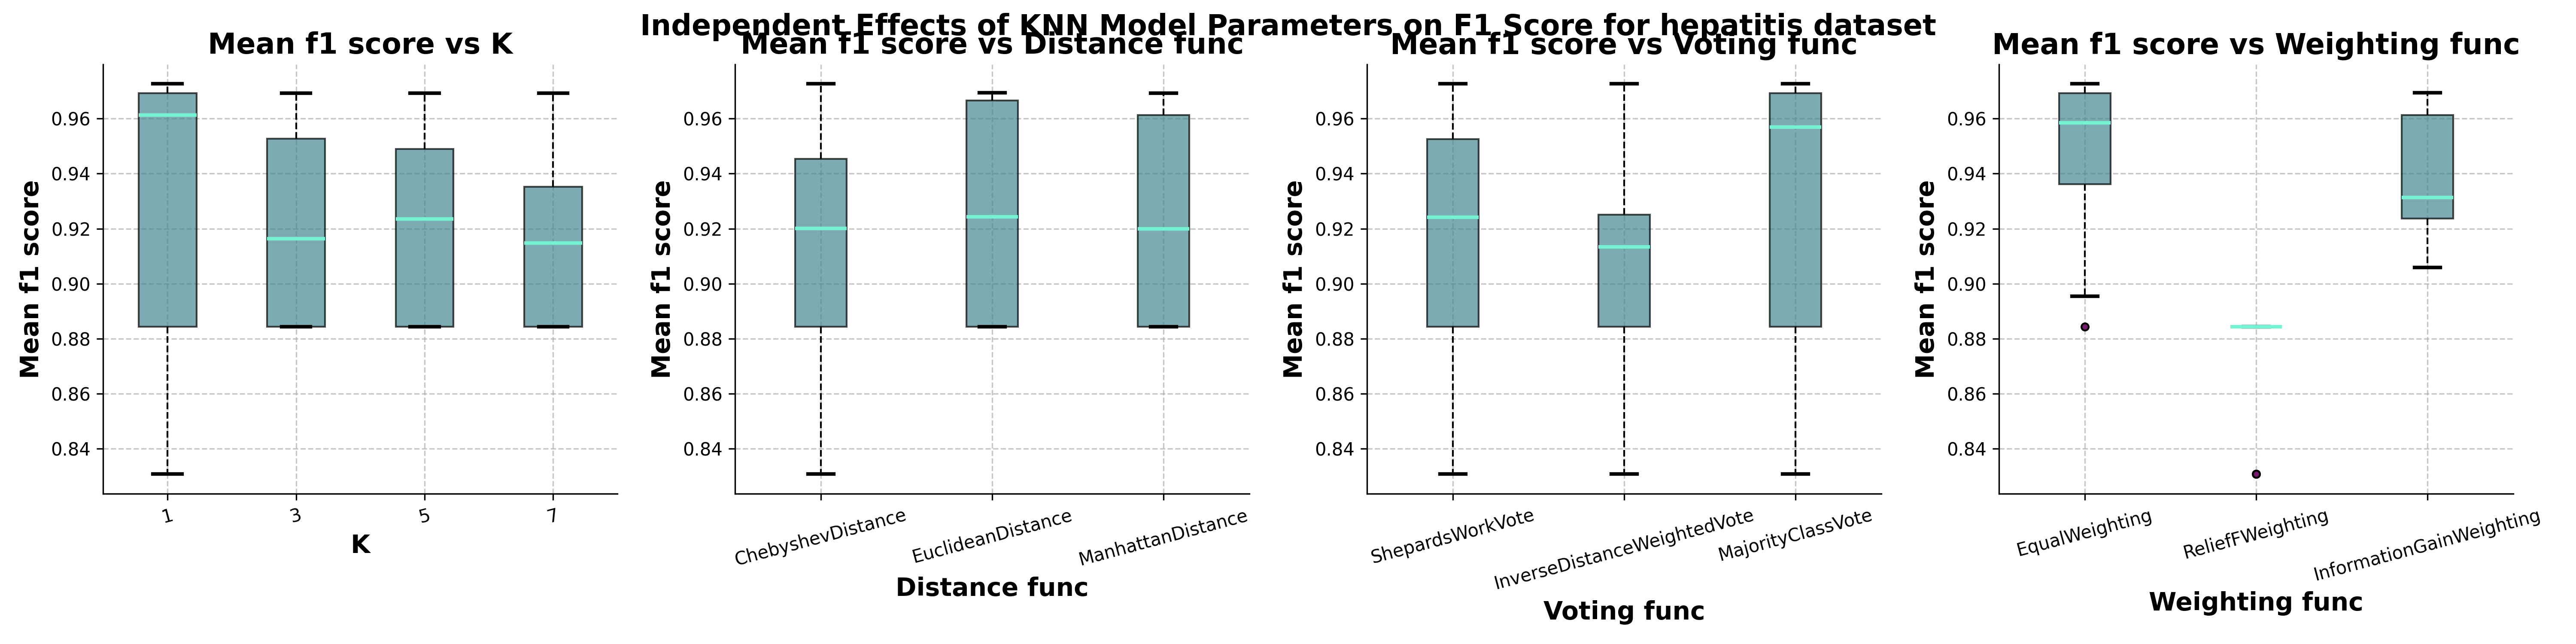 Independent Effects of KNN Model Parameters on F1 Score for hepatitis dataset
Mean f1 score vs K
Mean f1 score
0.96
0.94
0.92
0.90
0.88
0.86
0.84
1 3 5 7
K
Mean f1 score vs Distance func
Mean f1 score
0.96
0.94
0.92
0.90
0.88
0.86
0.84
ChebyshevDistance EuclideanDistance ManhattanDistance
Distance func
Mean f1 score vs Voting func
Mean f1 score
0.96
0.94
0.92
0.90
0.88
0.86
0.84
ShepardsWorkVote InverseDistanceWeightedVote MajorityClassVote
Voting func
Mean f1 score vs Weighting func
Mean f1 score
0.96
0.94
0.92
0.90
0.88
0.86
0.84
EqualWeighting ReliefFWeighting InformationGainWeighting
Weighting func